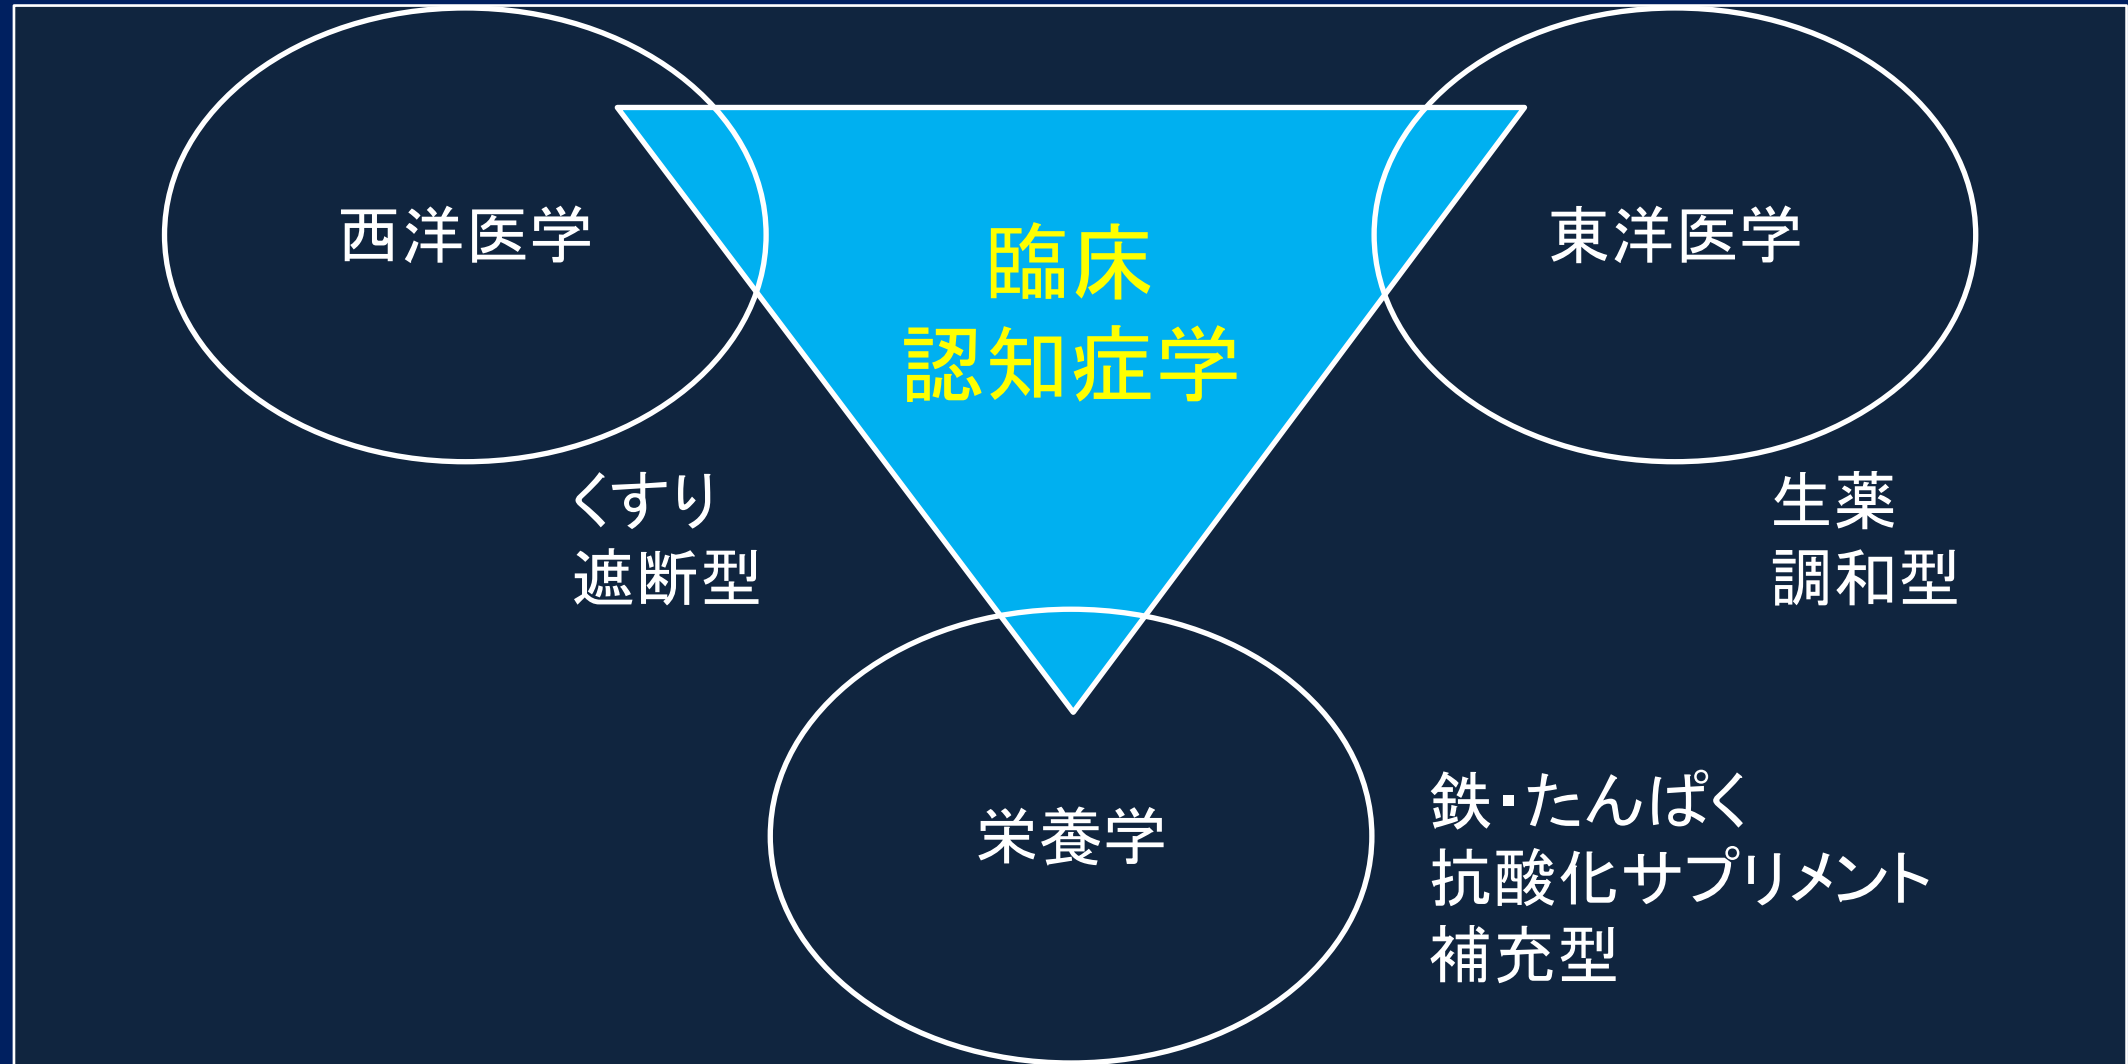 西洋医学
臨床
認知症学
東洋医学
くすり
遮断型
生薬
調和型
栄養学
鉄・たんぱく
抗酸化サプリメント
補充型